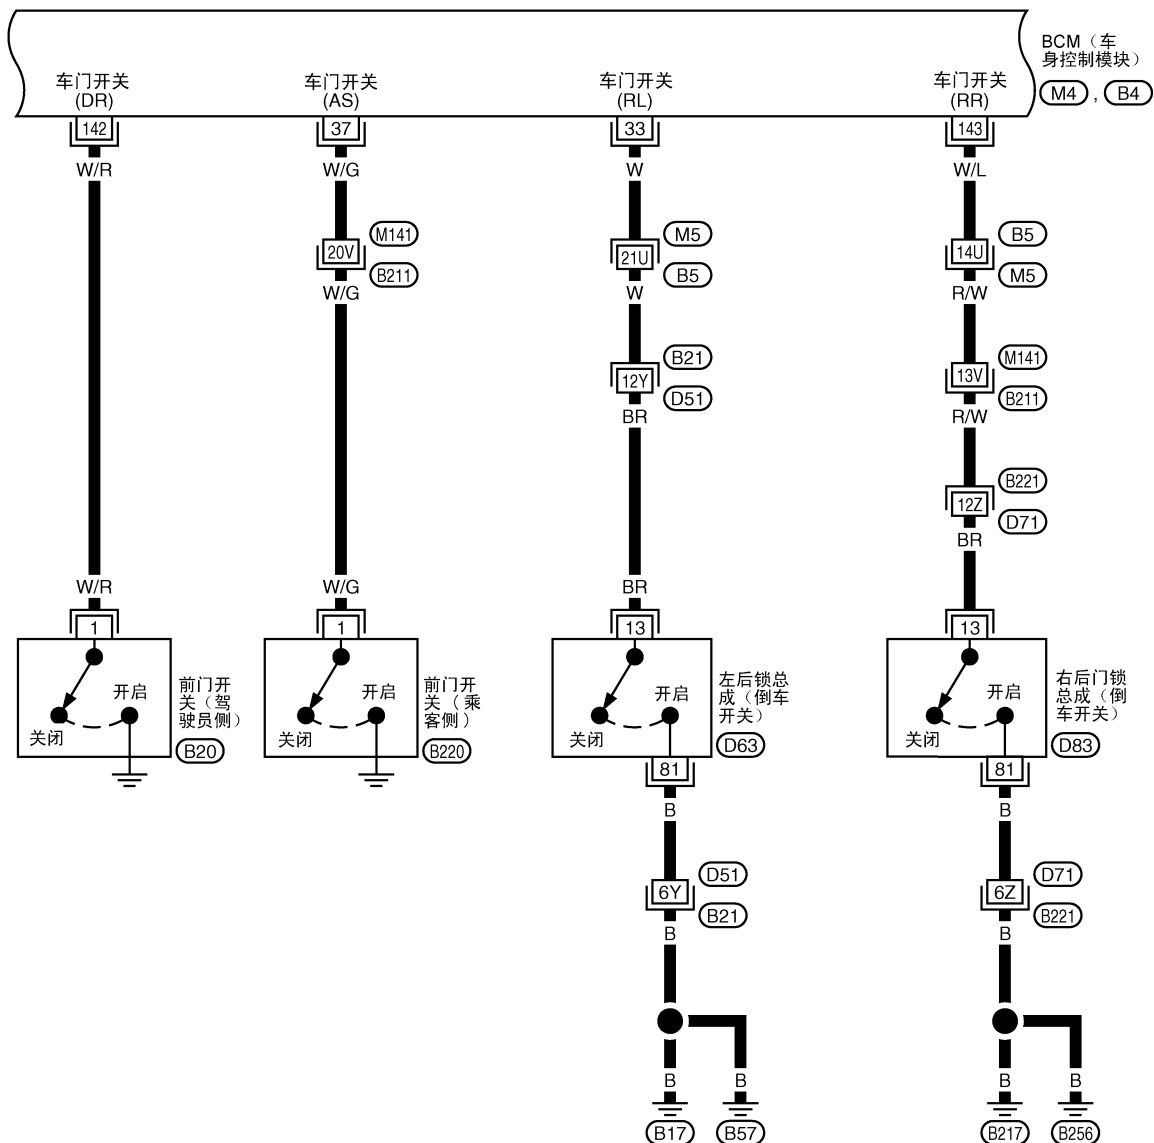 BCM（车
身控制模块）
M4 , B4
车门开关
(DR)
车门开关
(AS)
车门开关
(RL)
车门开关
(RR)
142
37
33
143
W/R
W/G
W
W/L
20V
M141
B211
21U
M5
B5
14U
B5
M5
W/G
W
R/W
12Y
B21
D51
13V
M141
B211
BR
R/W
12Z
B221
D71
BR
W/R
W/G
BR
1
1
13
13
开启
关闭
前门开
关（驾
驶员侧）
B20
开启
关闭
前门开
关（乘
客侧）
B220
开启
关闭
左后锁总
成（倒车
开关）
D63
开启
关闭
右后门锁
总成（倒
车开关）
D83
81
81
B
B
6Y
D51
B21
6Z
D71
B221
B
B
B
B
B
B
B17
B57
B217
B256